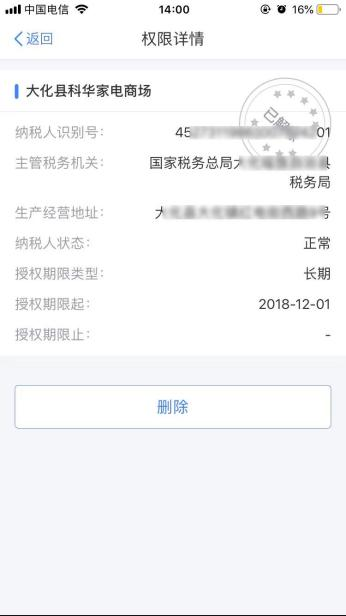 中国电信 14:00 16%
返回 权限详情
大化县科华家电商场
纳税人识别号： 45 01
主管税务机关： 国家税务总局大 县
税务局
生产经营地址： 大 号
纳税人状态： 正常
授权期限类型： 长期
授权期限起： 2018-12-01
授权期限止： -
删除